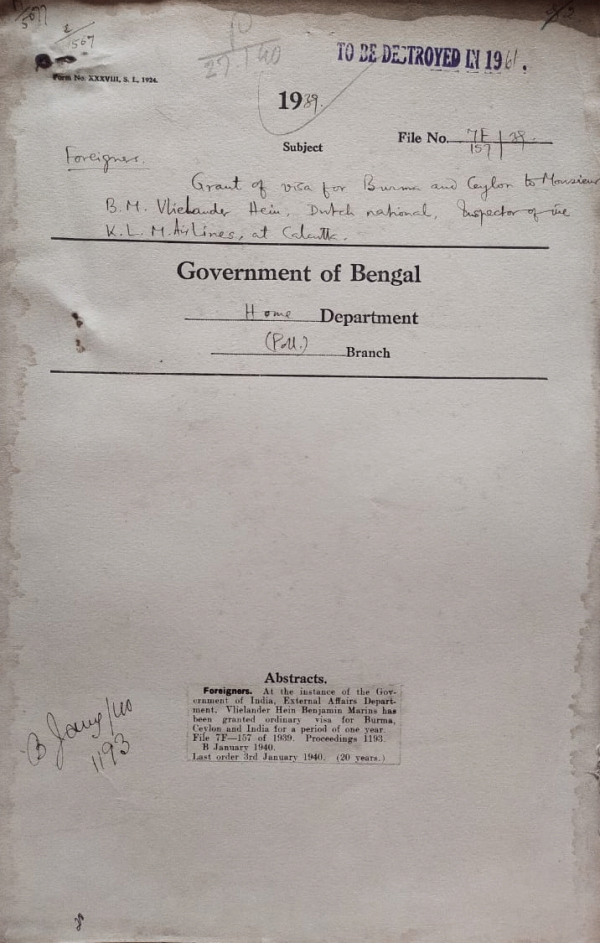 5077
2
1567
27.1.40
TO BE DESTROYED IN 1961.
Form No. XXXVIII, S. I., 1924.
1939.
Subject
File No. 7F/157 39.
Foreigners.
Grant of visa for Burma and Ceylon to Monsieur
B. M. Vlielander Hein, Dutch national, Inspector of the
K. L. M. Airlines, at Calcutta.
Government of Bengal
Home Department
(Poll.) Branch
Abstracts.
Foreigners. At the instance of the Gov-
ernment of India, External Affairs Depart-
ment, Vlielander Hein Benjamin Marins has
been granted ordinary visa for Burma,
Ceylon and India for a period of one year.
File 7F—157 of 1939. Proceedings 1193.
B January 1940.
Last order 3rd January 1940. (20 years.)
B Jany/40
1193